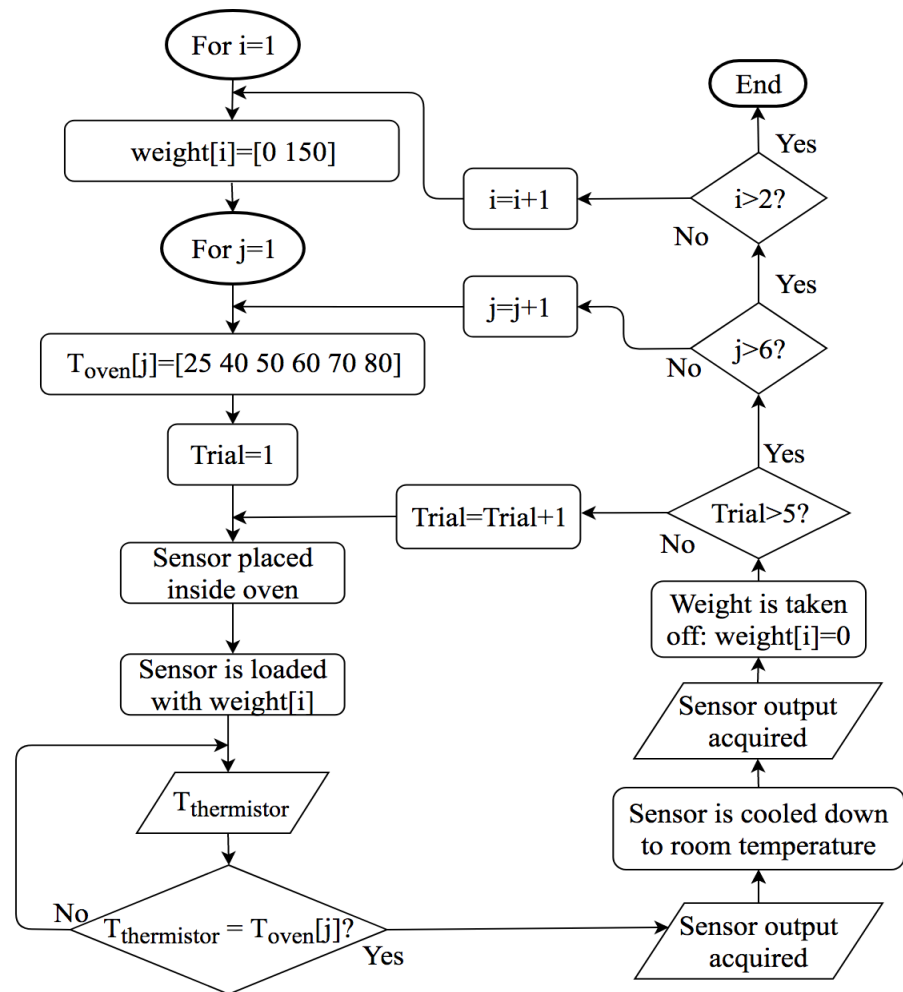 For i=1
weight[i]=[0 150]
For j=1
T_oven[j]=[25 40 50 60 70 80]
Trial=1
Sensor placed
inside oven
Sensor is loaded
with weight[i]
T_thermistor
T_thermistor = T_oven[j]?
No
Yes
Sensor output
acquired
Sensor is cooled down
to room temperature
Sensor output
acquired
Weight is taken
off: weight[i]=0
Trial>5?
No
Yes
Trial=Trial+1
j>6?
No
Yes
j=j+1
i>2?
No
Yes
i=i+1
End